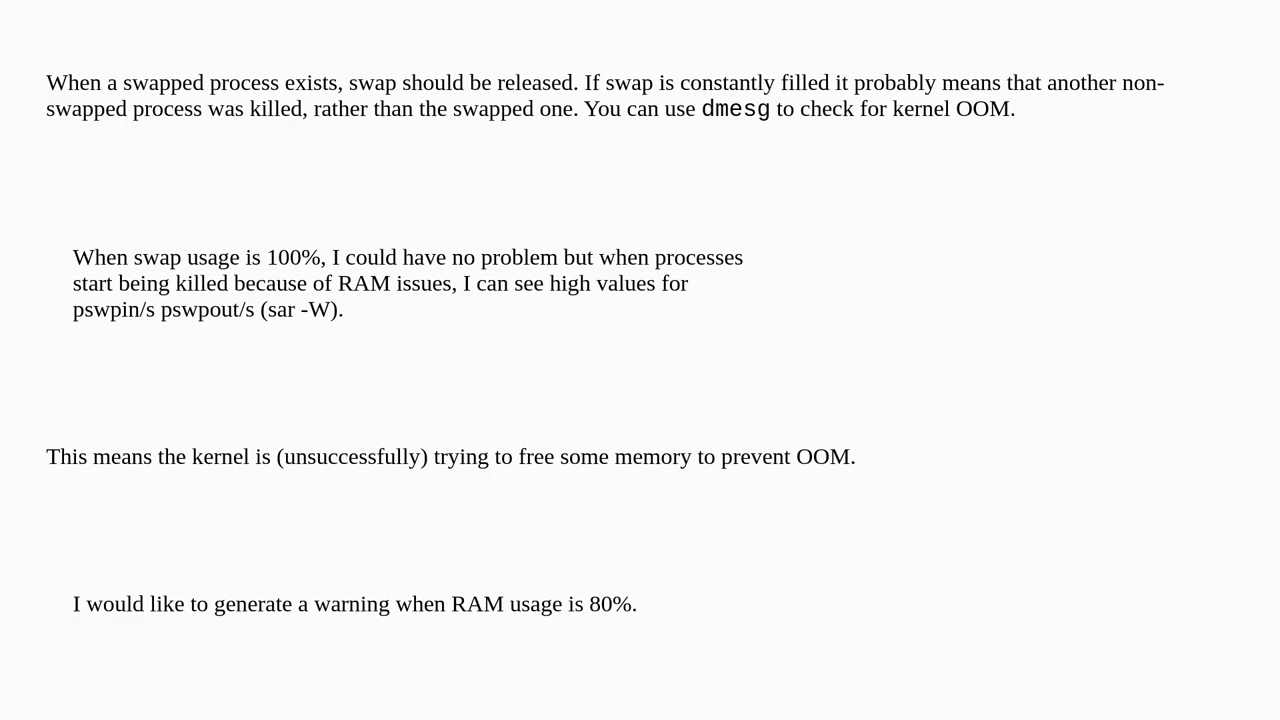 When a swapped process exists, swap should be released. If swap is constantly filled it probably means that another non-
swapped process was killed, rather than the swapped one. You can use dmesg to check for kernel OOM.
When swap usage is 100%, I could have no problem but when processes
start being killed because of RAM issues, I can see high values for
pswpin/s pswpout/s (sar -W).
This means the kernel is (unsuccessfully) trying to free some memory to prevent OOM.
I would like to generate a warning when RAM usage is 80%.